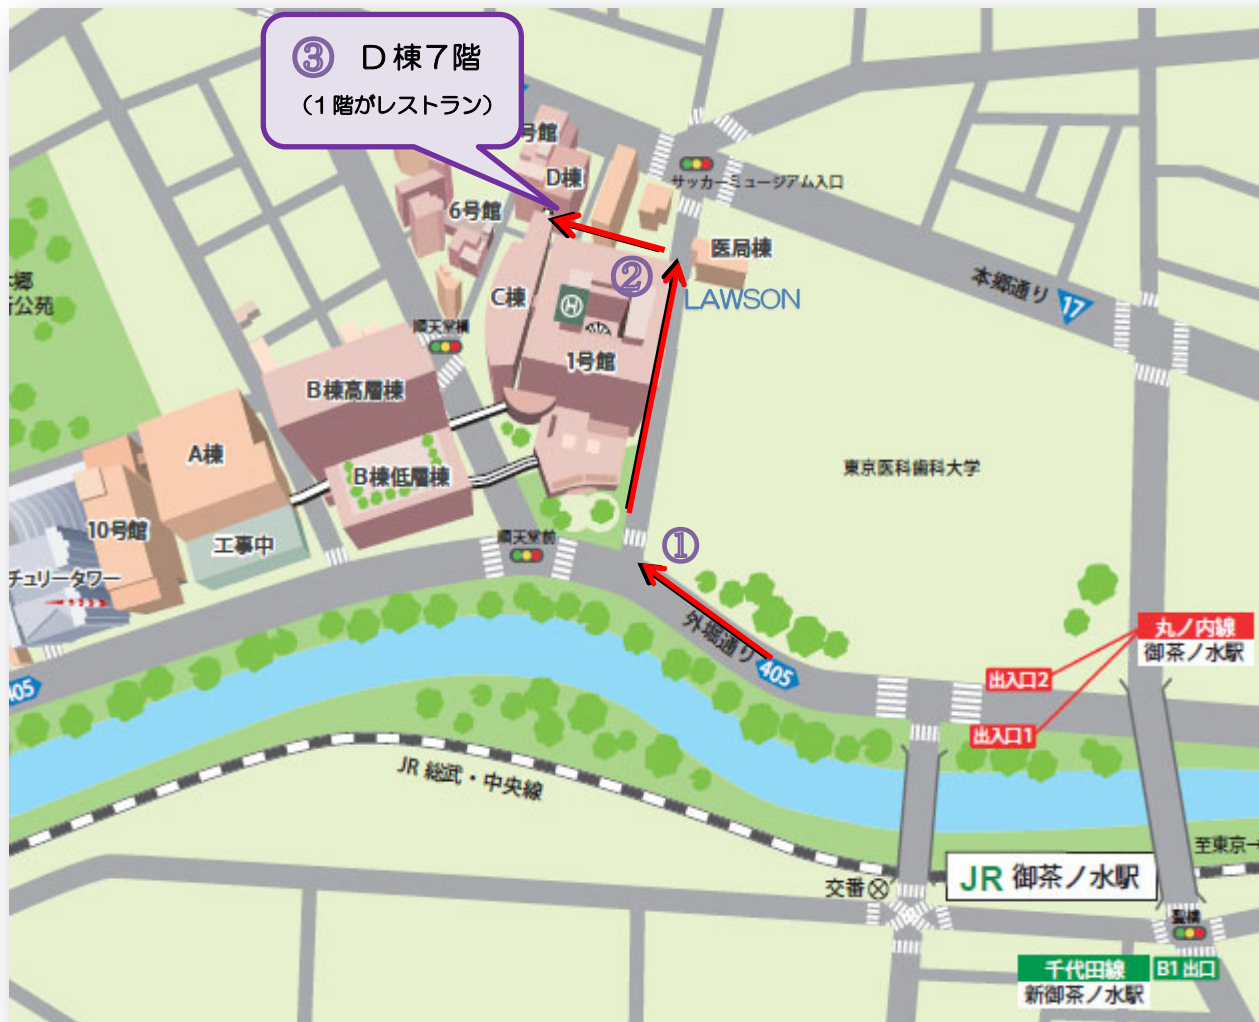 ③ D棟7階
(1階がレストラン)
号館
D棟
サッカーミュージアム入口
6号館
医局棟
②
LAWSON
C棟
本郷通り
17
H
順天堂横
1号館
B棟高層棟
A棟
B棟低層棟
東京医科歯科大学
10号館
工事中
順天堂前
①
チュリータワー
外堀通り
405
405
丸ノ内線
御茶ノ水駅
出入口2
出入口1
JR 総武・中央線
至東京→
交番
JR 御茶ノ水駅
聖橋
千代田線
B1出口
新御茶ノ水駅